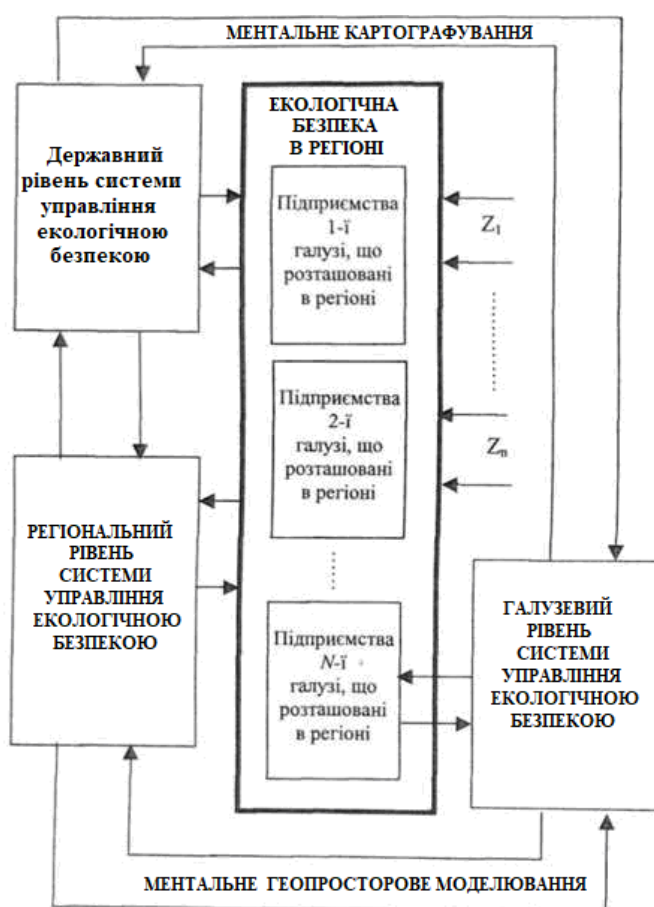 МЕНТАЛЬНЕ КАРТОГРАФУВАННЯ
Державний
рівень системи
управління
екологічною
безпекою
ЕКОЛОГІЧНА
БЕЗПЕКА
В РЕГІОНІ
Підприємства
1-ї
галузі, що
розташовані
в регіоні
Z1
Підприємства
2-ї
галузі, що
розташовані
в регіоні
Zn
РЕГІОНАЛЬНИЙ
РІВЕНЬ
СИСТЕМИ
УПРАВЛІННЯ
ЕКОЛОГІЧНОЮ
БЕЗПЕКОЮ
Підприємства
N-ї
галузі, що
розташовані
в регіоні
ГАЛУЗЕВИЙ
РІВЕНЬ
СИСТЕМИ
УПРАВЛІННЯ
ЕКОЛОГІЧНОЮ
БЕЗПЕКОЮ
МЕНТАЛЬНЕ ГЕОПРОСТОРОВЕ МОДЕЛЮВАННЯ